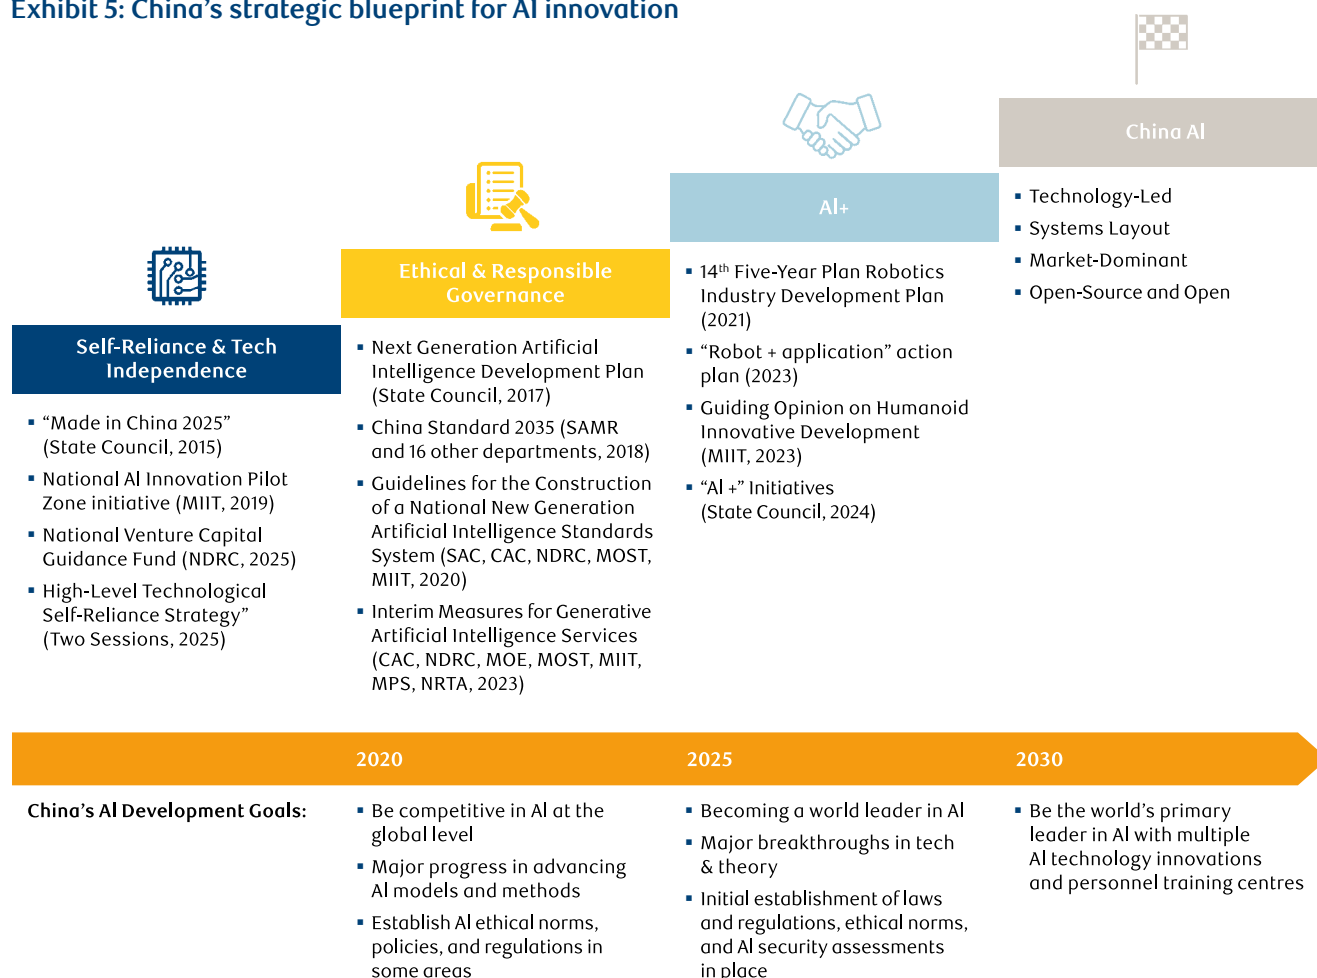 Exhibit 5: China's strategic blueprint for AI innovation
Self-Reliance & Tech
Independence
▪ "Made in China 2025"
(State Council, 2015)
▪ National AI Innovation Pilot
Zone initiative (MIIT, 2019)
▪ National Venture Capital
Guidance Fund (NDRC, 2025)
▪ High-Level Technological
Self-Reliance Strategy"
(Two Sessions, 2025)
Ethical & Responsible
Governance
▪ Next Generation Artificial
Intelligence Development Plan
(State Council, 2017)
▪ China Standard 2035 (SAMR
and 16 other departments, 2018)
▪ Guidelines for the Construction
of a National New Generation
Artificial Intelligence Standards
System (SAC, CAC, NDRC, MOST,
MIIT, 2020)
▪ Interim Measures for Generative
Artificial Intelligence Services
(CAC, NDRC, MOE, MOST, MIIT,
MPS, NRTA, 2023)
AI+
▪ 14th Five-Year Plan Robotics
Industry Development Plan
(2021)
▪ "Robot + application" action
plan (2023)
▪ Guiding Opinion on Humanoid
Innovative Development
(MIIT, 2023)
▪ "AI +" Initiatives
(State Council, 2024)
China AI
▪ Technology-Led
▪ Systems Layout
▪ Market-Dominant
▪ Open-Source and Open
2020
2025
2030
China's AI Development Goals:
▪ Be competitive in AI at the
global level
▪ Major progress in advancing
AI models and methods
▪ Establish AI ethical norms,
policies, and regulations in
some areas
▪ Becoming a world leader in AI
▪ Major breakthroughs in tech
& theory
▪ Initial establishment of laws
and regulations, ethical norms,
and AI security assessments
in place
▪ Be the world's primary
leader in AI with multiple
AI technology innovations
and personnel training centres